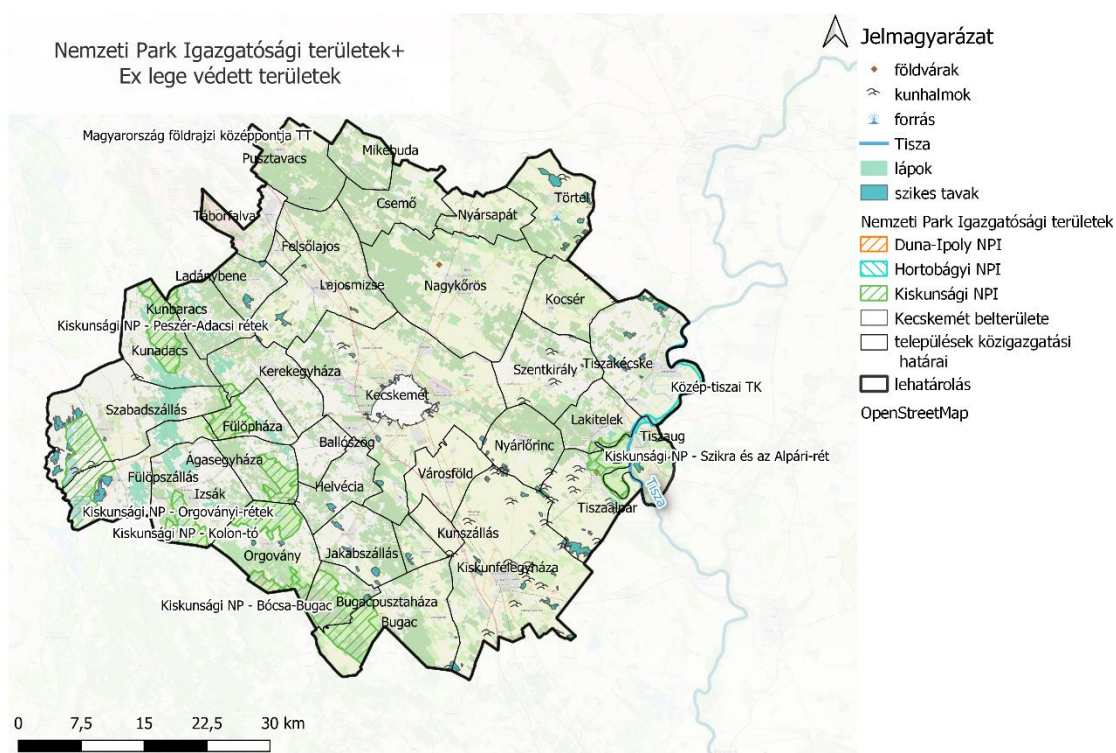 Nemzeti Park Igazgatósági területek+
Ex lege védett területek
Jelmagyarázat
földvárak
kunhalmok
forrás
Tisza
lápok
szikes tavak
Nemzeti Park Igazgatósági területek
Duna-Ipoly NPI
Hortobágyi NPI
Kiskunsági NPI
Kecskemét belterülete
települések közigazgatási
határai
lehatárolás
OpenStreetMap
Magyarország földrajzi középpontja TT
Pusztavacs
Mikebuda
Csemő
Nyársapát
Törtel
Táborfalva
Felsőlajos
Ladánybene
Lajosmizse
Nagykőrös
Kocsér
Kunbaracs
Kiskunsági NP - Peszér-Adacsi rétek
Kunadacs
Kerekegyháza
Szentkirály
Tiszakécske
Kecskemét
Közép-tiszai TK
Szabadszállás
Fülöpháza
Lakitelek
Ballószög
Nyárlőrinc
Tiszaug
Kiskunsági NP - Szikra és az Alpári-rét
Ágasegyháza
Városföld
Fülöpszállás
Izsák
Helvécia
Tisza
Kiskunsági NP - Orgoványi-rétek
Tiszaalpár
Kiskunsági NP - Kolon-tó
Kunszállás
Orgovány
Jakabszállás
Kiskunfélegyháza
Kiskunsági NP - Bócsa-Bugac
Bugacpusztaháza
Bugac
0 7,5 15 22,5 30 km